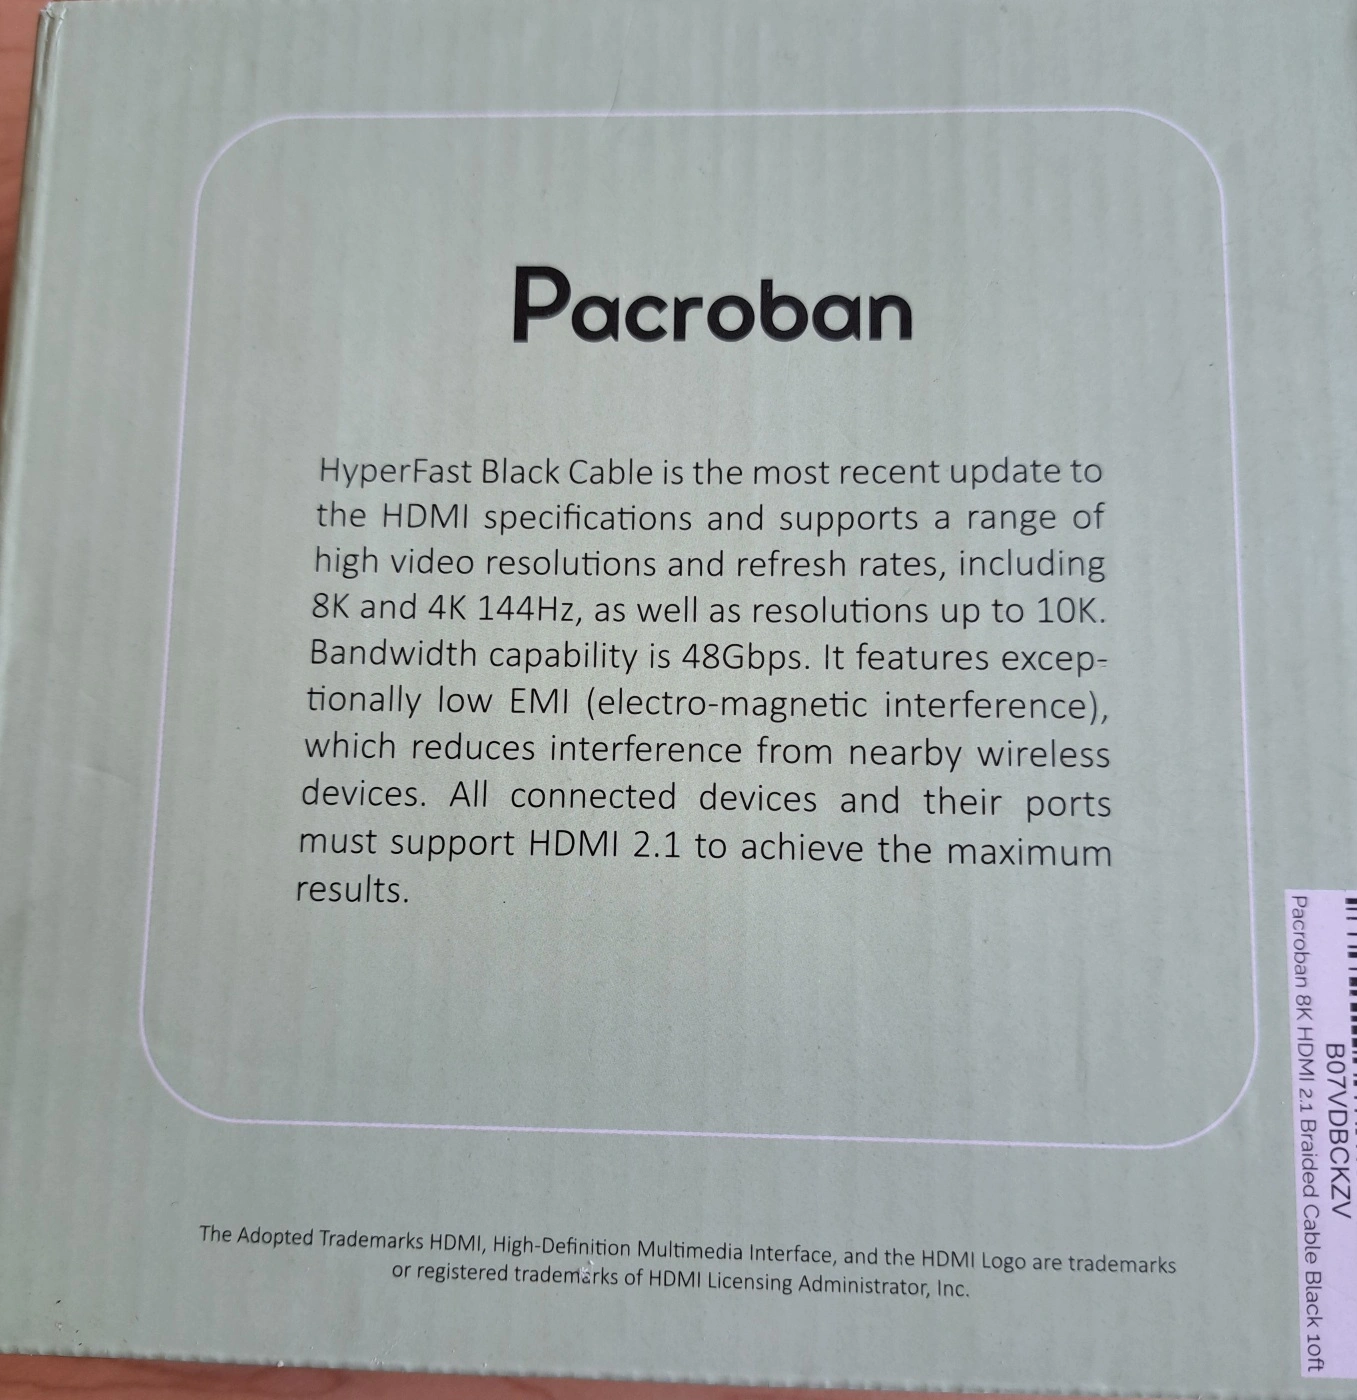 Pacroban
HyperFast Black Cable is the most recent update to
the HDMI specifications and supports a range of
high video resolutions and refresh rates, including
8K and 4K 144Hz, as well as resolutions up to 10K.
Bandwidth capability is 48Gbps. It features excep-
tionally low EMI (electro-magnetic interference),
which reduces interference from nearby wireless
devices. All connected devices and their ports
must support HDMI 2.1 to achieve the maximum
results.
The Adopted Trademarks HDMI, High-Definition Multimedia Interface, and the HDMI Logo are trademarks
or registered trademarks of HDMI Licensing Administrator, Inc.
B07VDBCKZV
Pacroban 8K HDMI 2.1 Braided Cable Black 10ft